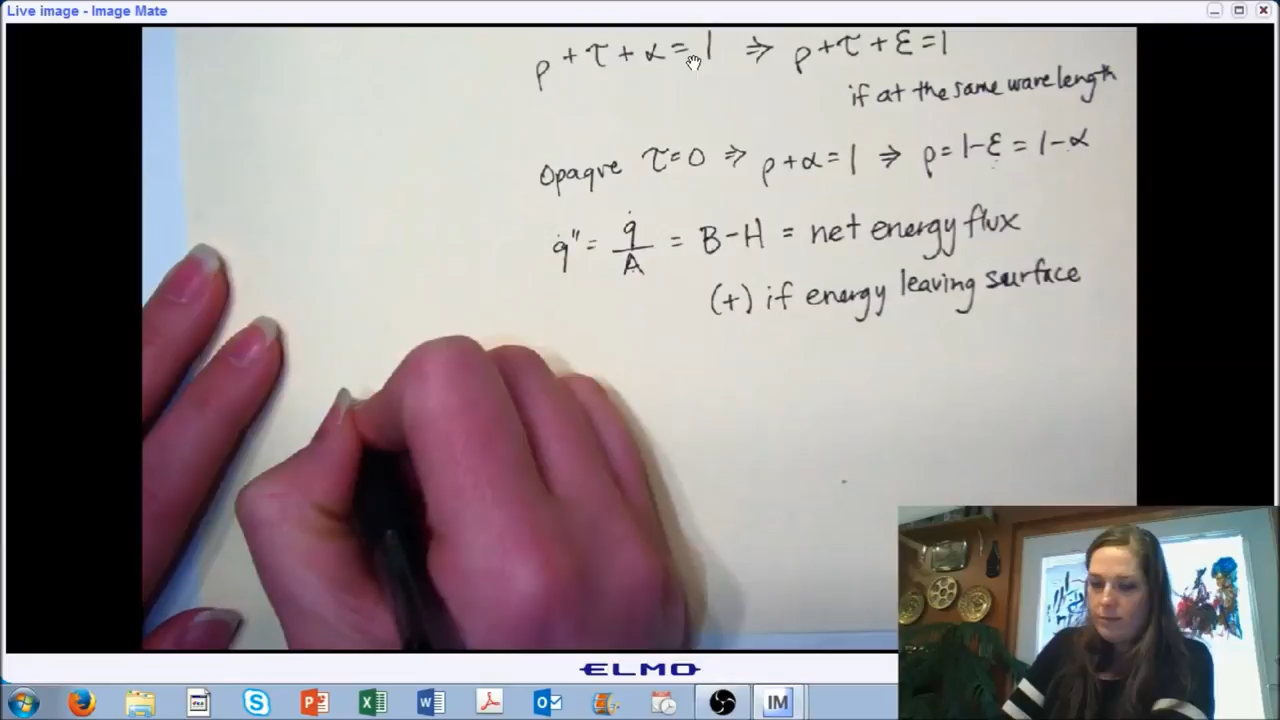 Live image - Image Mate
ρ + τ + α = 1 ⇒ ρ + τ + ε = 1
if at the same wavelength
Opaque τ = 0 ⇒ ρ + α = 1 ⇒ ρ = 1 - ε = 1 - α
q̇" = q̇/A = B - H = net energy flux
(+) if energy leaving surface
ELMO
IM